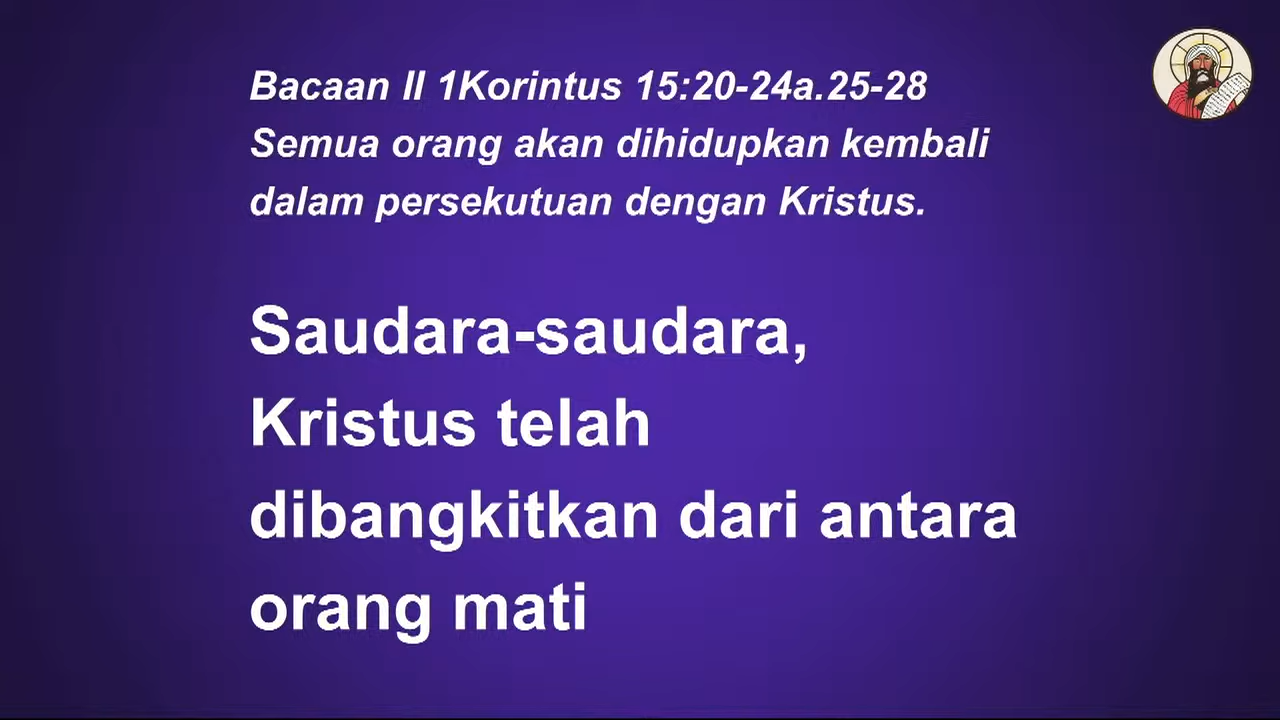 Bacaan II 1Korintus 15:20-24a.25-28
Semua orang akan dihidupkan kembali
dalam persekutuan dengan Kristus.
Saudara-saudara,
Kristus telah
dibangkitkan dari antara
orang mati